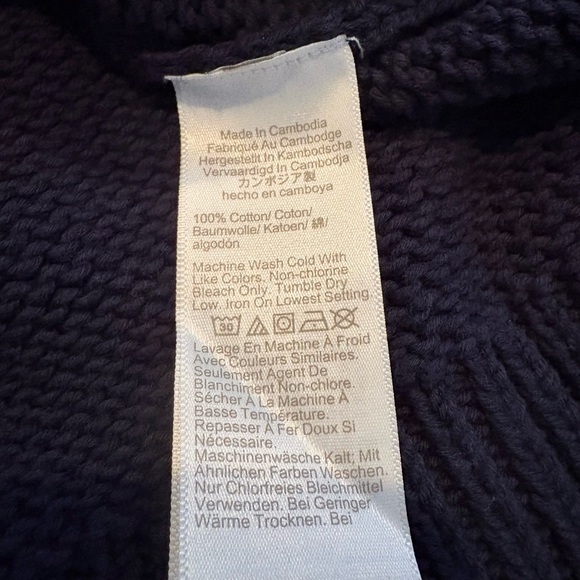 Made In Cambodia
Fabriqué Au Cambodge
Hergestellt In Kambodscha
Vervaardigd In Cambodja
カンボジア製
hecho en camboya
100% Cotton/ Coton/
Baumwolle/ Katoen/ 綿/
algodón
Machine Wash Cold With
Like Colors. Non-chlorine
Bleach Only. Tumble Dry
Low. Iron On Lowest Setting.
30
Lavage En Machine À Froid
Avec Couleurs Similaires.
Seulement Agent De
Blanchiment Non-chlore.
Sécher À La Machine À
Basse Température.
Repasser À Fer Doux Si
Nécessaire.
Maschinenwäsche Kalt; Mit
Ähnlichen Farben Waschen.
Nur Chlorfreies Bleichmittel
Verwenden. Bei Geringer
Wärme Trocknen. Bei